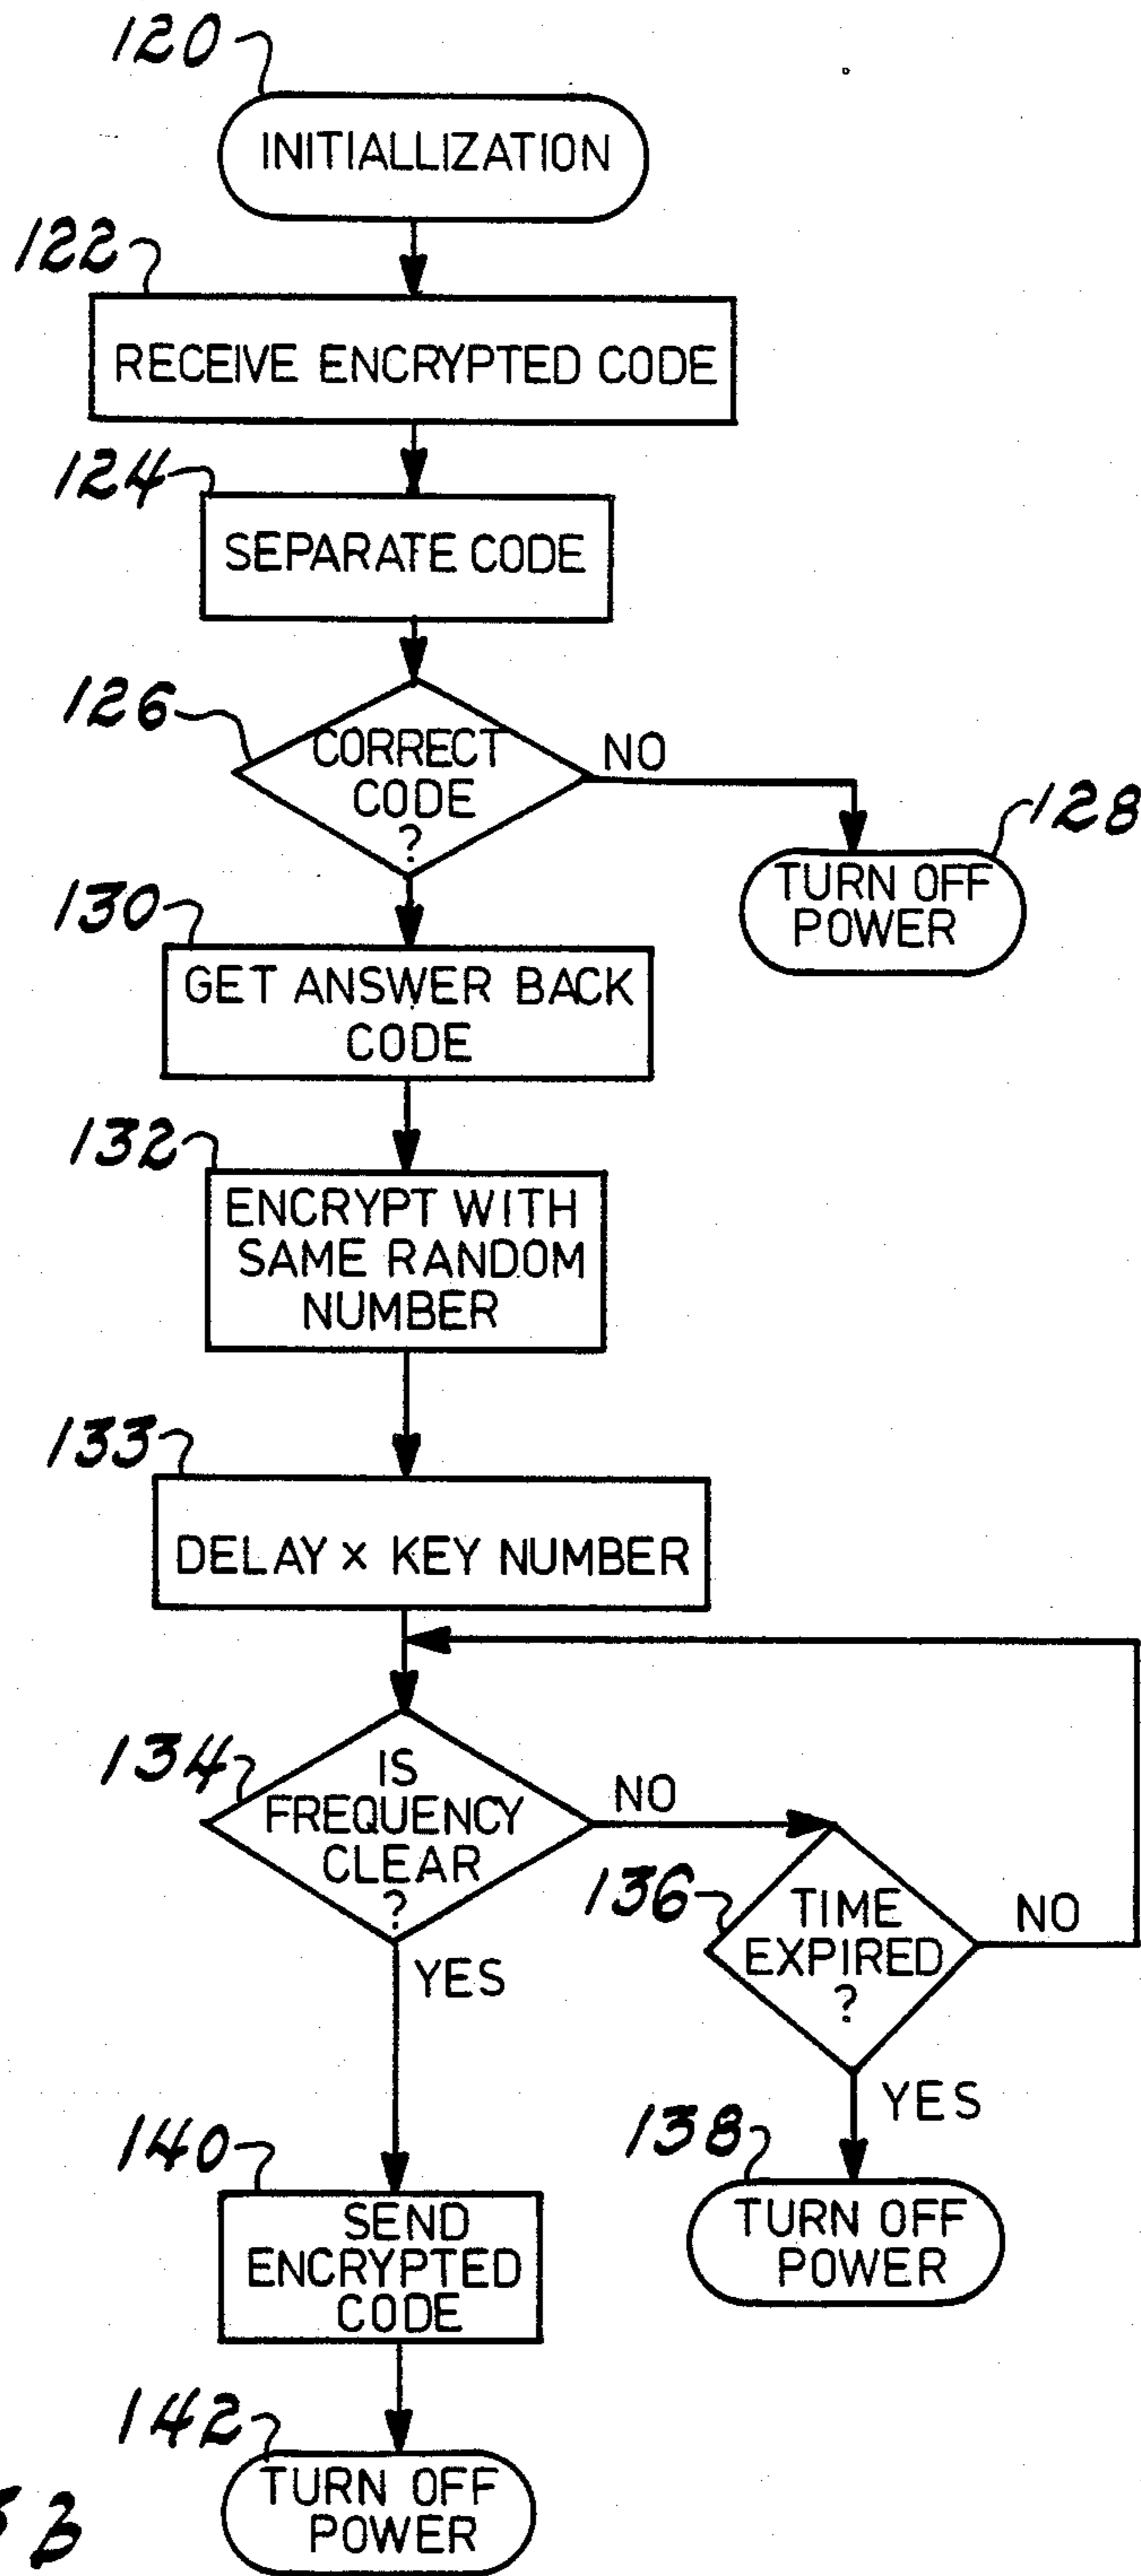 120
INITIALLIZATION
122
RECEIVE ENCRYPTED CODE
124
SEPARATE CODE
126
CORRECT
CODE
?
NO
128
TURN OFF
POWER
130
GET ANSWER BACK
CODE
132
ENCRYPT WITH
SAME RANDOM
NUMBER
133
DELAY x KEY NUMBER
134
IS
FREQUENCY
CLEAR
?
NO
136
TIME
EXPIRED
?
NO
YES
YES
138
TURN OFF
POWER
140
SEND
ENCRYPTED
CODE
142
TURN OFF
POWER